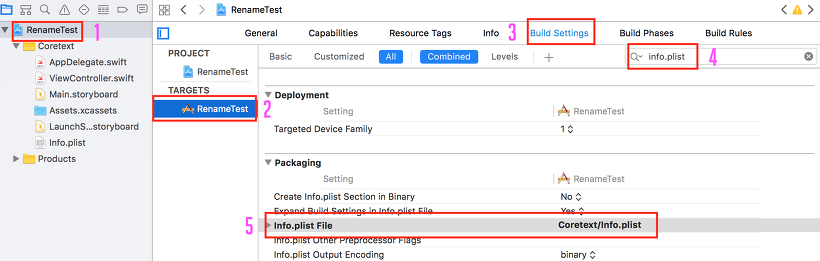 RenameTest
1
Coretext
AppDelegate.swift
ViewController.swift
Main.storyboard
Assets.xcassets
LaunchS...storyboard
Info.plist
Products
RenameTest
General Capabilities Resource Tags Info 3 Build Settings Build Phases Build Rules
PROJECT
RenameTest
TARGETS
RenameTest
2
Basic Customized All Combined Levels + info.plist 4
Deployment
Setting RenameTest
Targeted Device Family 1
Packaging
Setting RenameTest
Create Info.plist Section in Binary No
Expand Build Settings in Info.plist File Yes
5 Info.plist File Coretext/Info.plist
Info.plist Other Preprocessor Flags
Info.plist Output Encoding binary